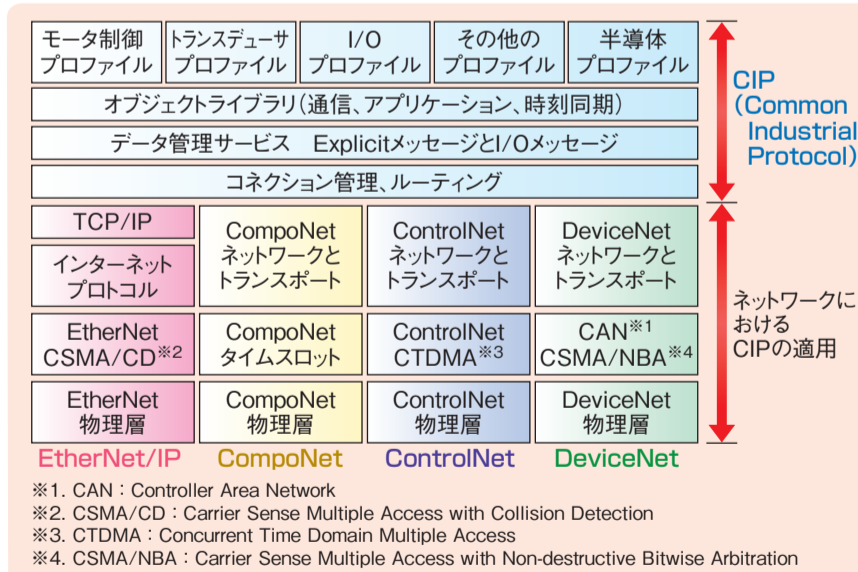 モータ制御
プロファイル
トランスデューサ
プロファイル
I/O
プロファイル
その他の
プロファイル
半導体
プロファイル
オブジェクトライブラリ(通信、アプリケーション、時刻同期)
データ管理サービス　Explicitメッセージと I/Oメッセージ
コネクション管理、ルーティング
CIP
(Common
Industrial
Protocol)
TCP/IP
インターネット
プロトコル
CompoNet
ネットワークと
トランスポート
ControlNet
ネットワークと
トランスポート
DeviceNet
ネットワークと
トランスポート
EtherNet
CSMA/CD※2
CompoNet
タイムスロット
ControlNet
CTDMA※3
CAN※1
CSMA/NBA※4
EtherNet
物理層
CompoNet
物理層
ControlNet
物理層
DeviceNet
物理層
ネットワークに
おける
CIPの適用
EtherNet/IP
CompoNet
ControlNet
DeviceNet
※1. CAN：Controller Area Network
※2. CSMA/CD：Carrier Sense Multiple Access with Collision Detection
※3. CTDMA：Concurrent Time Domain Multiple Access
※4. CSMA/NBA：Carrier Sense Multiple Access with Non-destructive Bitwise Arbitration